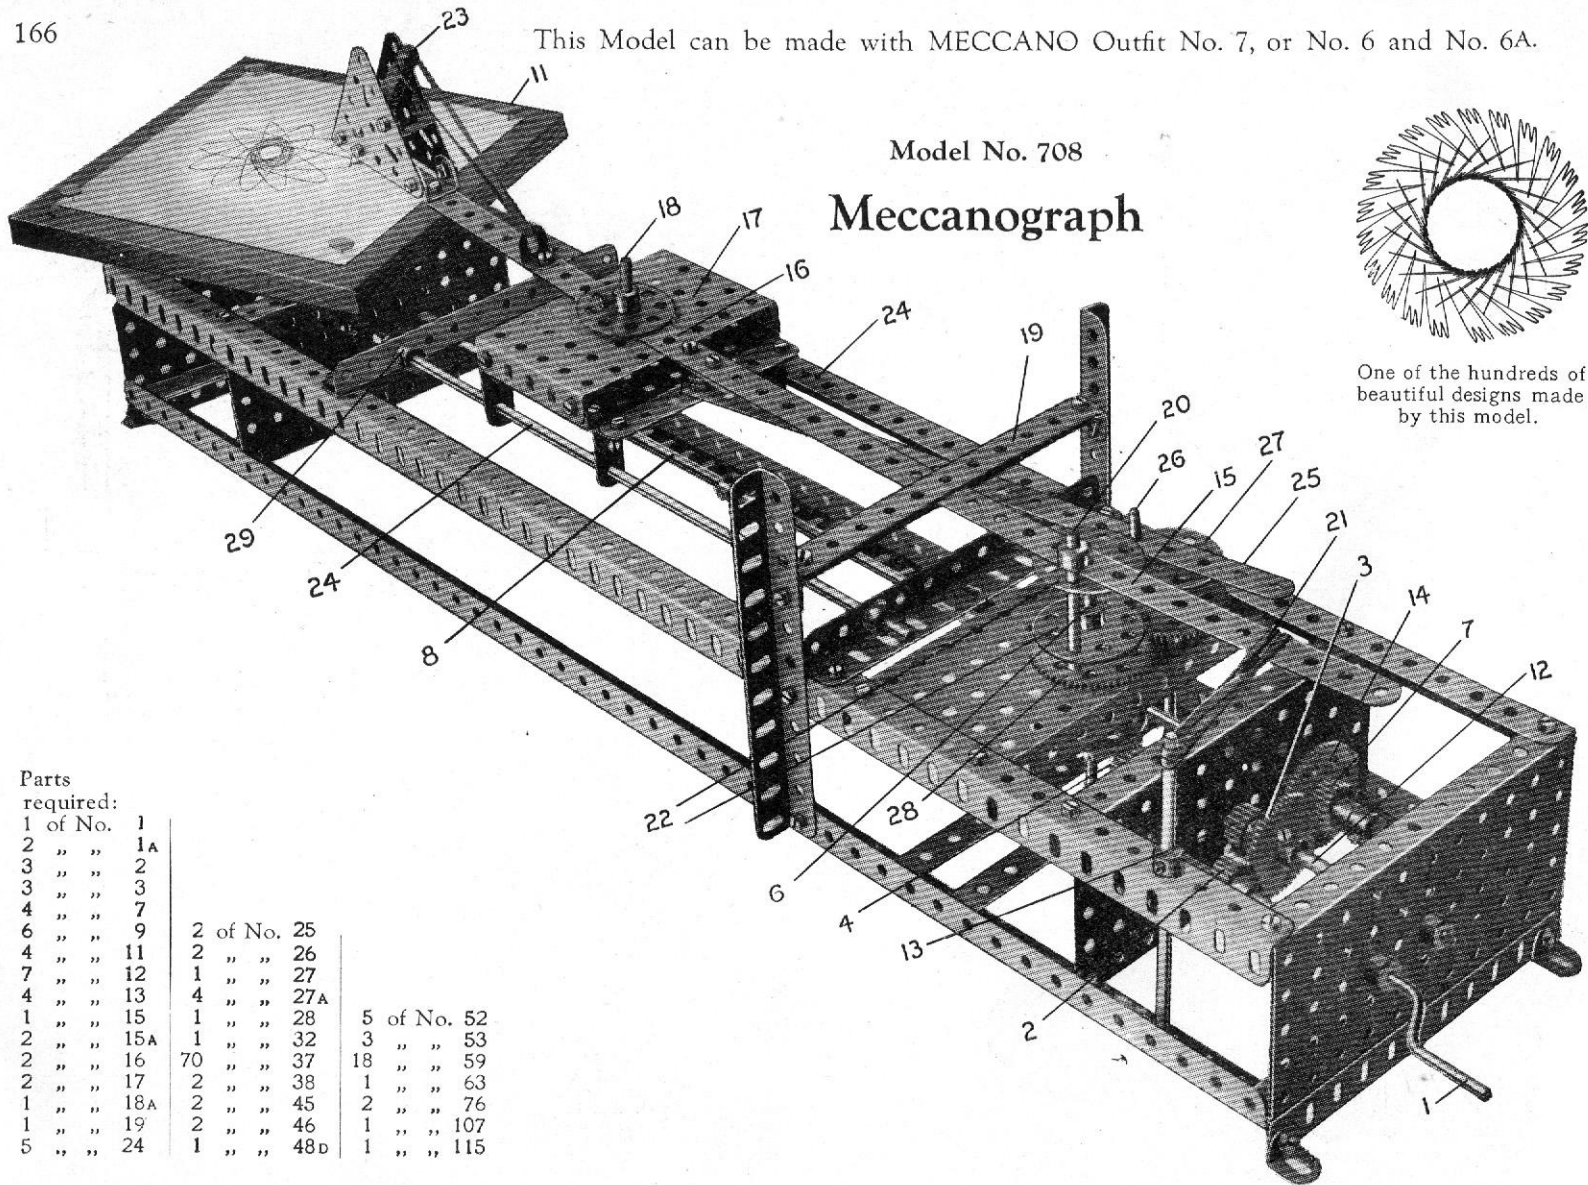 166
This Model can be made with MECCANO Outfit No. 7, or No. 6 and No. 6A.
Model No. 708
Meccanograph
One of the hundreds of
beautiful designs made
by this model.
23
11
18
17
16
24
19
20
26
27
15
25
21
3
14
7
12
29
24
8
22
28
6
4
13
2
1
Parts
required:
1 of No. 1
2 „ „ 1A
3 „ „ 2
3 „ „ 3
4 „ „ 7
6 „ „ 9
4 „ „ 11
7 „ „ 12
4 „ „ 13
1 „ „ 15
2 „ „ 15A
2 „ „ 16
2 „ „ 17
1 „ „ 18A
1 „ „ 19
5 „ „ 24
2 of No. 25
2 „ „ 26
1 „ „ 27
4 „ „ 27A
1 „ „ 28
1 „ „ 32
70 „ „ 37
2 „ „ 38
2 „ „ 45
2 „ „ 46
1 „ „ 48D
5 of No. 52
3 „ „ 53
18 „ „ 59
1 „ „ 63
2 „ „ 76
1 „ „ 107
1 „ „ 115